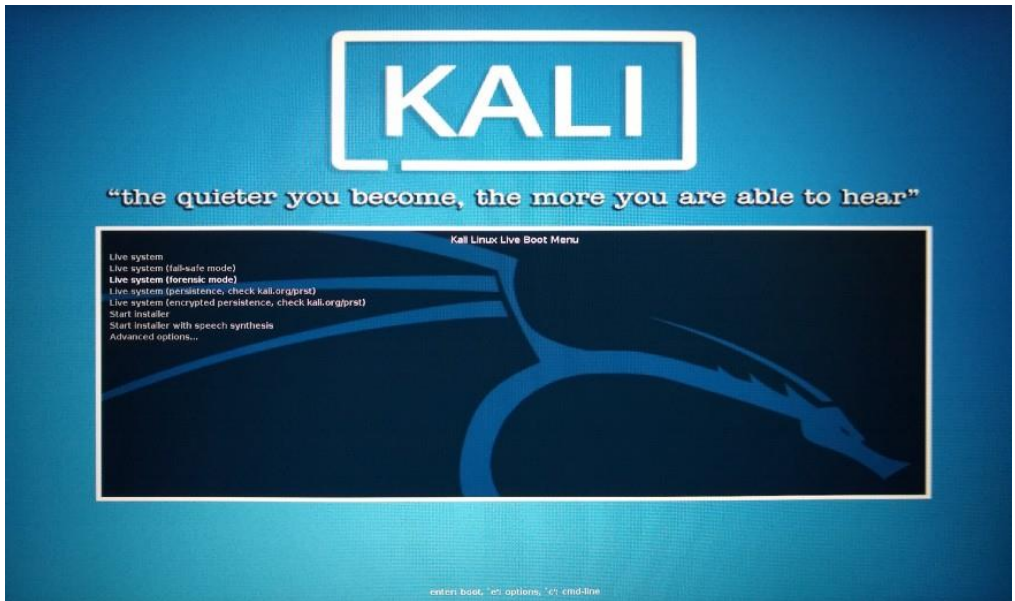 KALI
“the quieter you become, the more you are able to hear”
Kali Linux Live Boot Menu
Live system
Live system (fail-safe mode)
Live system (forensic mode)
Live system (persistence, check kali.org/prst)
Live system (encrypted persistence, check kali.org/prst)
Start installer
Start installer with speech synthesis
Advanced options...
enter: boot, `e': options, `c': cmd-line